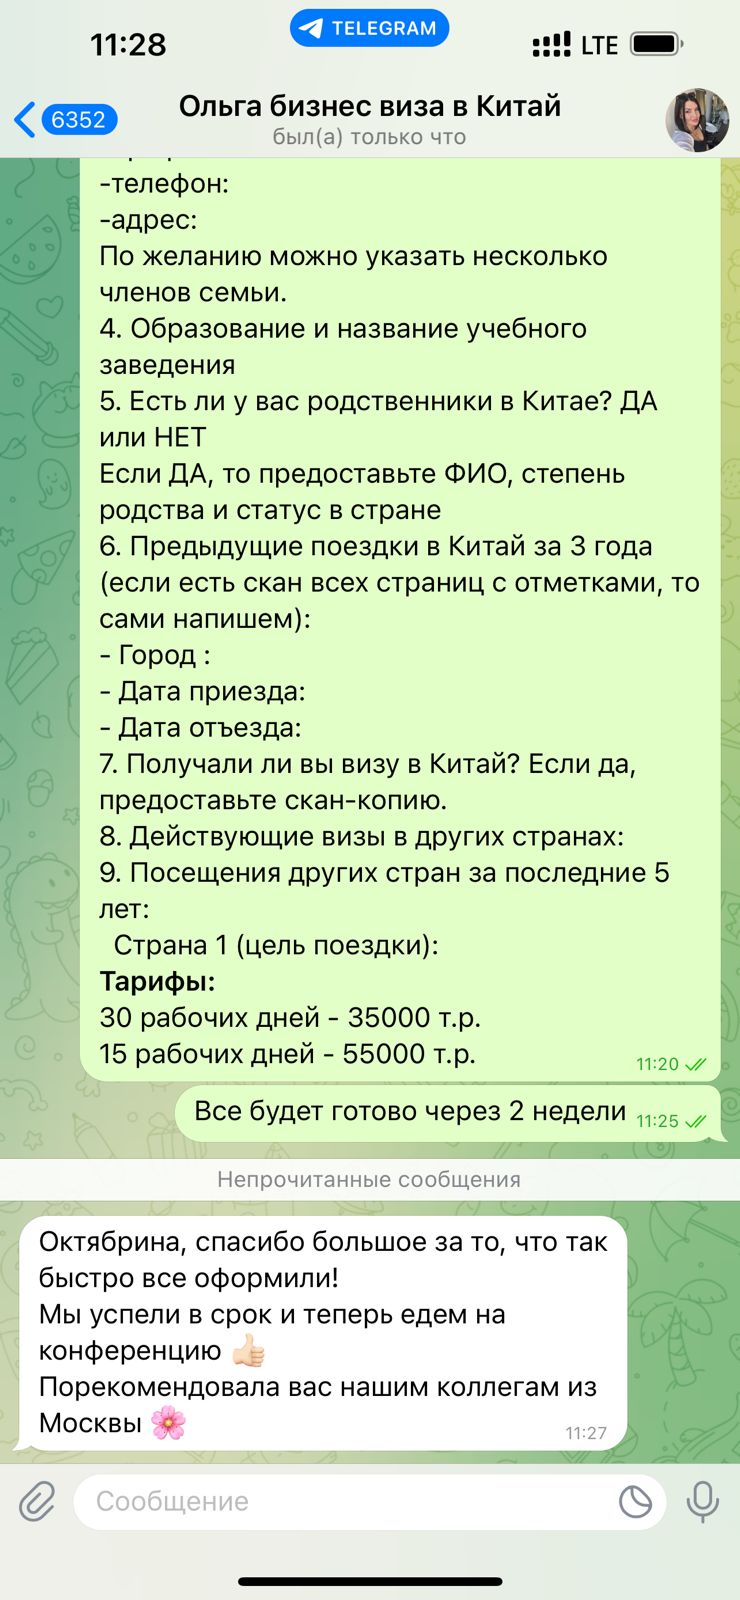 11:28
TELEGRAM
LTE
6352
Ольга бизнес виза в Китай
был(а) только что
-телефон:
-адрес:
По желанию можно указать несколько
членов семьи.
4. Образование и название учебного
заведения
5. Есть ли у вас родственники в Китае? ДА
или НЕТ
Если ДА, то предоставьте ФИО, степень
родства и статус в стране
6. Предыдущие поездки в Китай за 3 года
(если есть скан всех страниц с отметками, то
сами напишем):
- Город :
- Дата приезда:
- Дата отъезда:
7. Получали ли вы визу в Китай? Если да,
предоставьте скан-копию.
8. Действующие визы в других странах:
9. Посещения других стран за последние 5
лет:
Страна 1 (цель поездки):
Тарифы:
30 рабочих дней - 35000 т.р.
15 рабочих дней - 55000 т.р.
11:20
Все будет готово через 2 недели
11:25
Непрочитанные сообщения
Октябрина, спасибо большое за то, что так
быстро все оформили!
Мы успели в срок и теперь едем на
конференцию 👍🏻
Порекомендовала вас нашим коллегам из
Москвы 🌸
11:27
Сообщение